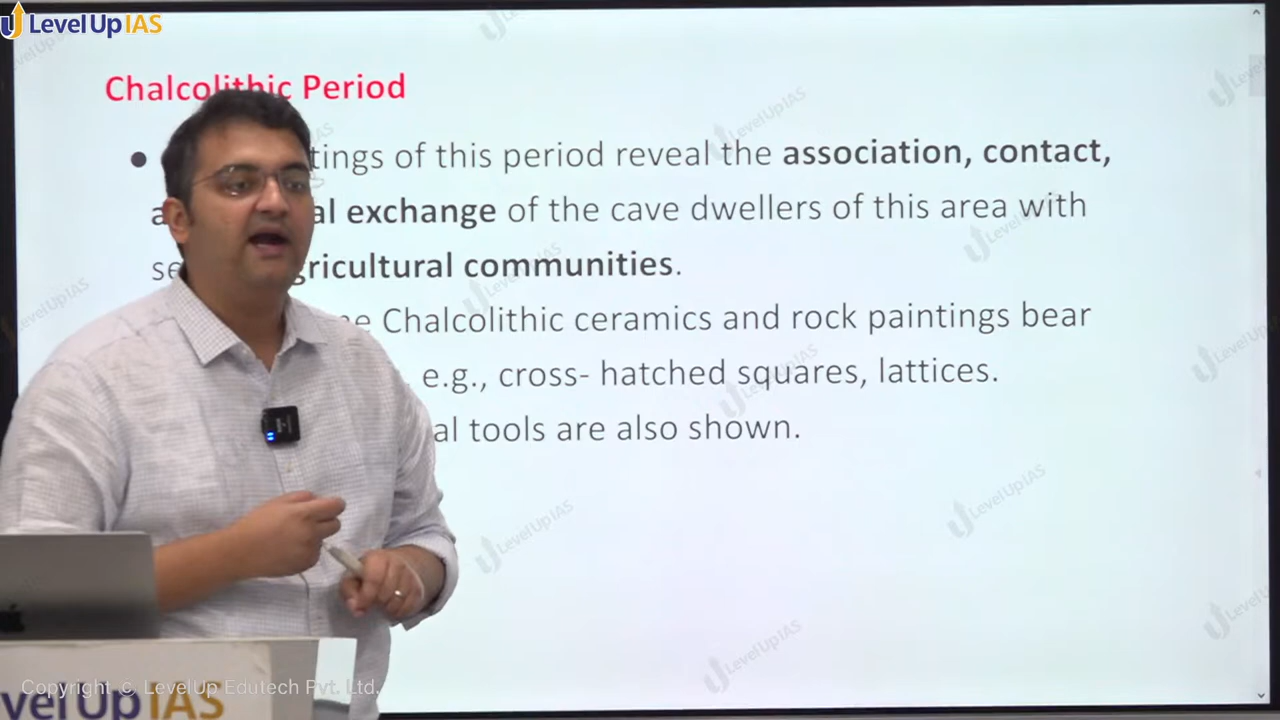 LevelUp IAS
Chalcolithic Period
tings of this period reveal the association, contact,
al exchange of the cave dwellers of this area with
gricultural communities.
Chalcolithic ceramics and rock paintings bear
e.g., cross- hatched squares, lattices.
al tools are also shown.
Copyright © LevelUp Edutech Pvt. Ltd.
velUp IAS